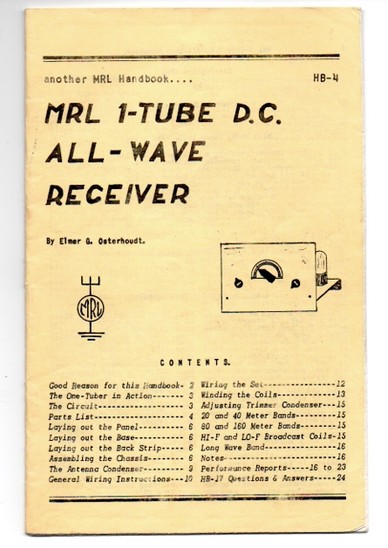 another MRL Handbook....
HB-4
MRL 1-TUBE D.C.
ALL-WAVE
RECEIVER
By Elmer G. Osterhoudt.
MRL
CONTENTS.
Good Reason for this Handbook- 2
The One-Tuber in Action------- 3
The Circuit------------------- 3
Parts List-------------------- 4
Laying out the Panel---------- 6
Laying out the Base----------- 6
Laying out the Back Strip----- 6
Assembling the Chassis-------- 6
The Antenna Condenser--------- 9
General Wiring Instructions---10
Wiring the Set---------------12
Winding the Coils------------13
Adjusting Trimmer Condenser---15
20 and 40 Meter Bands--------15
80 and 160 Meter Bands-------15
HI-F and LO-F Broadcast Coils-15
Long Wave Band---------------16
Notes------------------------16
Performance Reports-----16 to 23
HB-17 Questions & Answers----24